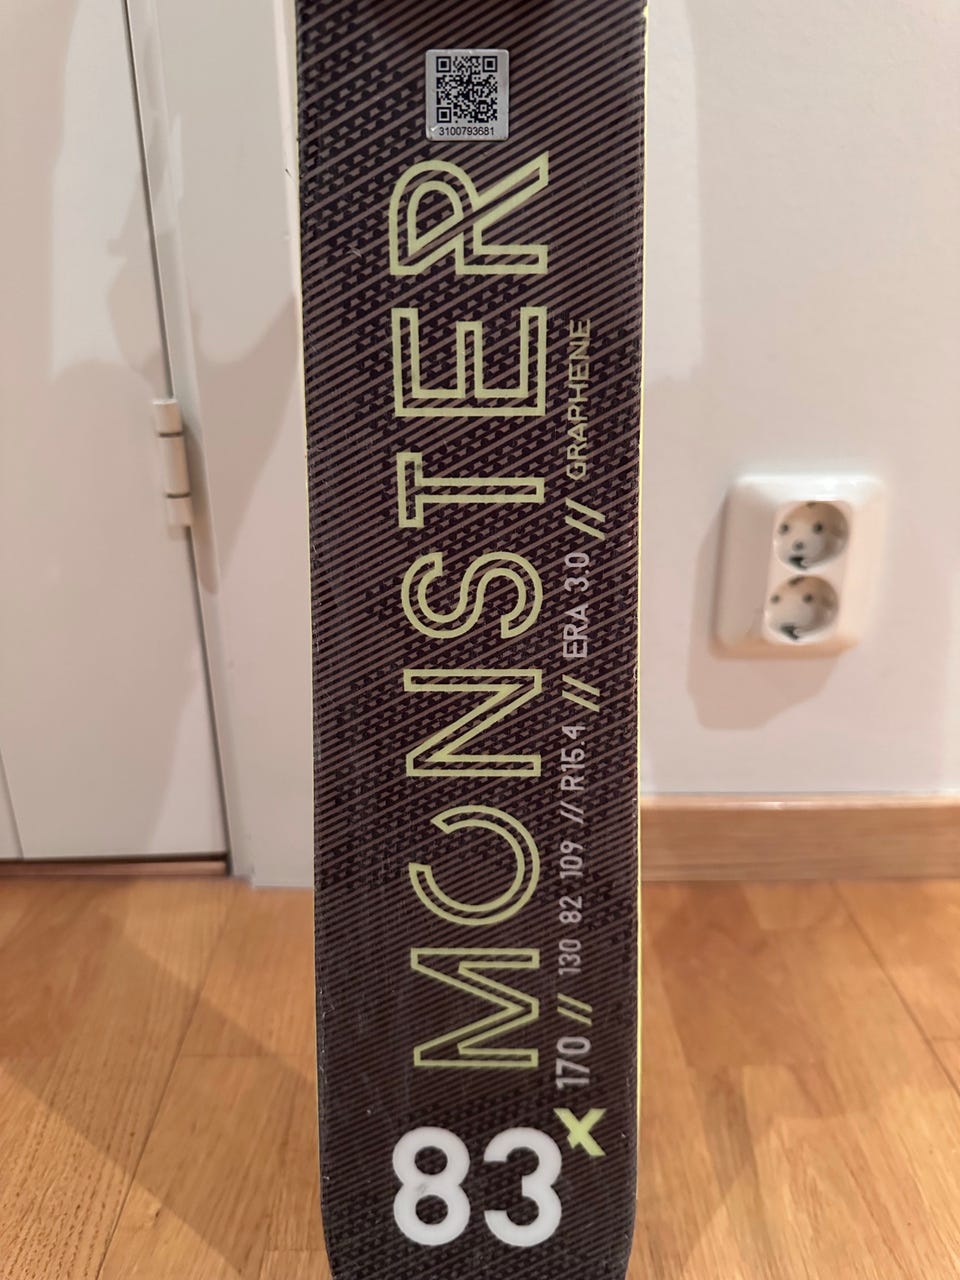 3100793681
MONSTER
170 // 130 82 109 // R15.4 // ERA 3.0 // GRAPHENE
83X